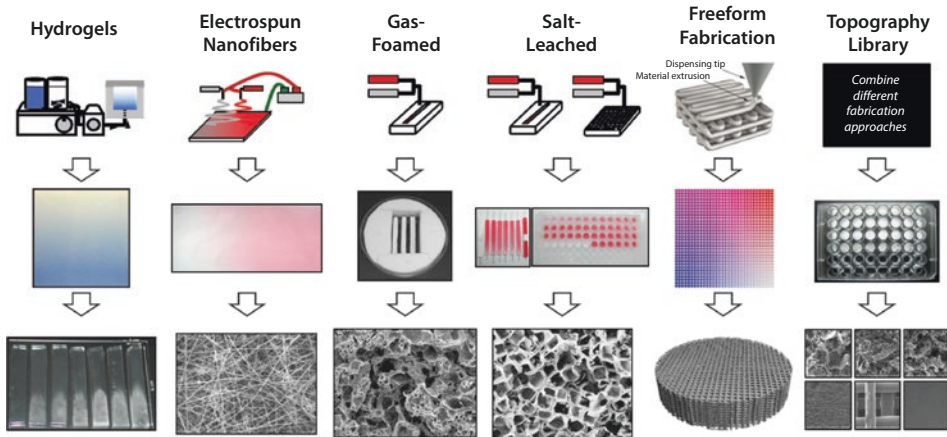 Hydrogels
Electrospun
Nanofibers
Gas-
Foamed
Salt-
Leached
Freeform
Fabrication
Topography
Library
Dispensing tip
Material extrusion
Combine
different
fabrication
approaches